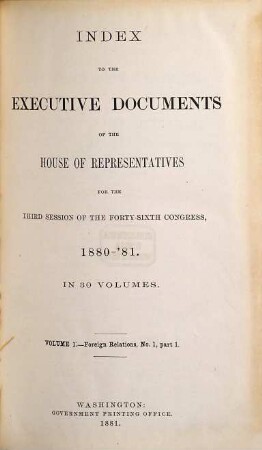 INDEX
TO THE
EXECUTIVE DOCUMENTS
OF THE
HOUSE OF REPRESENTATIVES
FOR THE
THIRD SESSION OF THE FORTY-SIXTH CONGRESS,
1880-'81.
IN 30 VOLUMES.
VOLUME 1.—Foreign Relations, No. 1, part 1.
WASHINGTON:
GOVERNMENT PRINTING OFFICE.
1881.